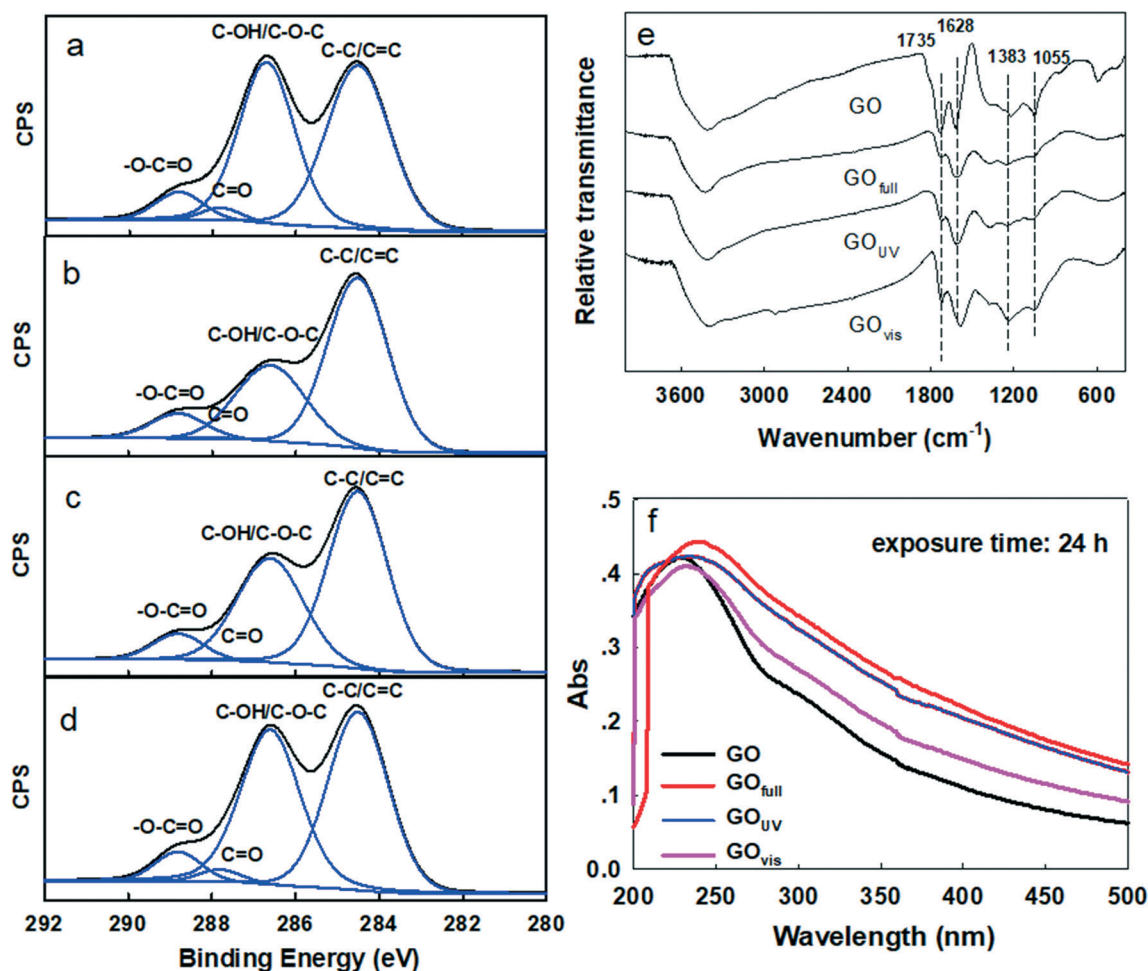 a
C-OH/C-O-C
C-C/C=C
-O-C=O
C=O
CPS
b
C-C/C=C
C-OH/C-O-C
-O-C=O
C=O
CPS
c
C-C/C=C
C-OH/C-O-C
-O-C=O
C=O
CPS
d
C-C/C=C
C-OH/C-O-C
-O-C=O
C=O
CPS
292 290 288 286 284 282 280
Binding Energy (eV)
e
1628
1735 1383 1055
GO
GOfull
GOUV
GOvis
Relative transmittance
3600 3000 2400 1800 1200 600
Wavenumber (cm-1)
f
exposure time: 24 h
.5
.4
.3
.2
.1
0.0
Abs
GO
GOfull
GOUV
GOvis
200 250 300 350 400 450 500
Wavelength (nm)